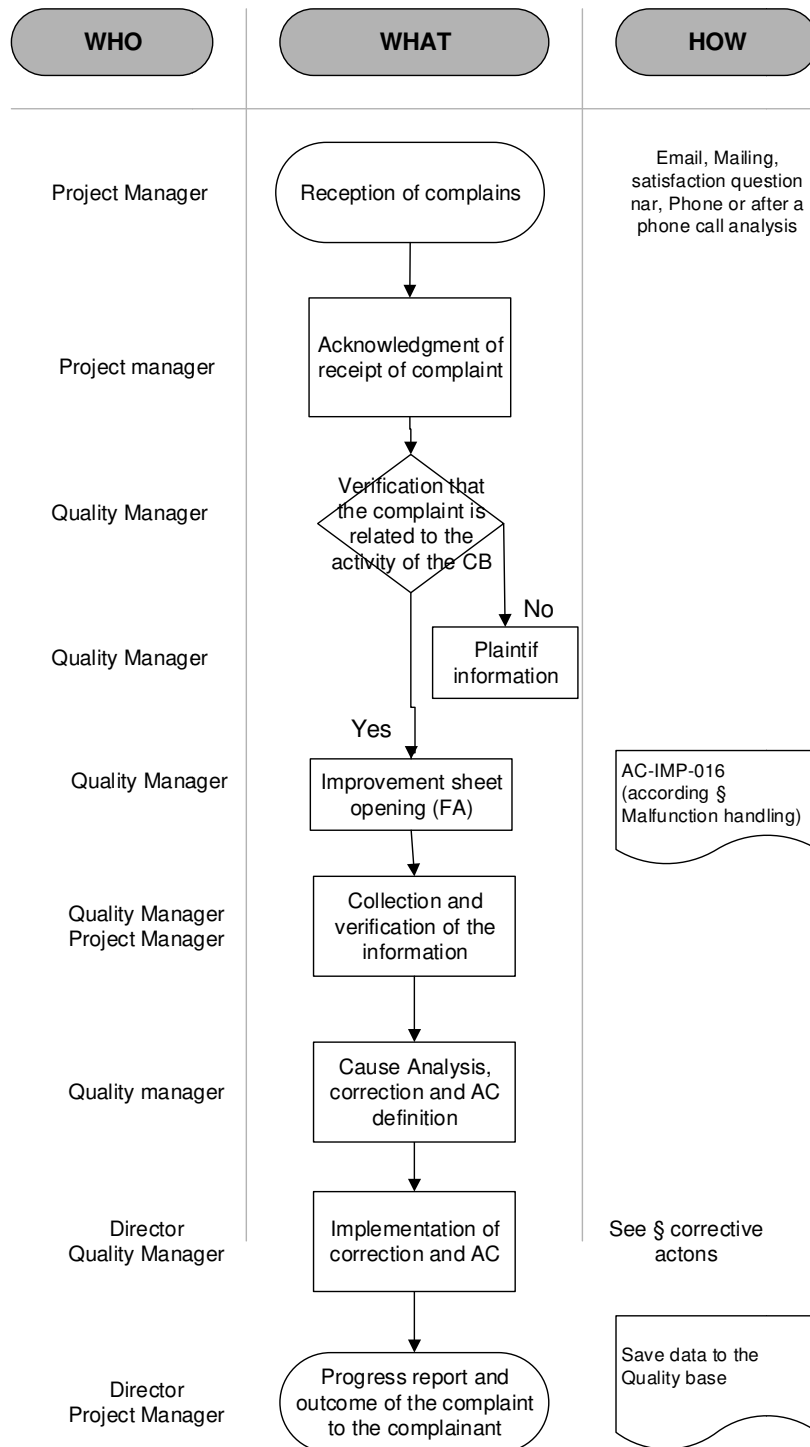 WHO
WHAT
HOW
Project Manager
Reception of complains
Email, Mailing,
satisfaction question
nar, Phone or after a
phone call analysis
Project manager
Acknowledgment of
receipt of complaint
Quality Manager
Verification that
the complaint is
related to the
activity of the CB
No
Quality Manager
Plaintif
information
Yes
Quality Manager
Improvement sheet
opening (FA)
AC-IMP-016
(according §
Malfunction handling)
Quality Manager
Project Manager
Collection and
verification of the
information
Quality manager
Cause Analysis,
correction and AC
definition
Director
Quality Manager
Implementation of
correction and AC
See § corrective
actons
Director
Project Manager
Progress report and
outcome of the complaint
to the complainant
Save data to the
Quality base